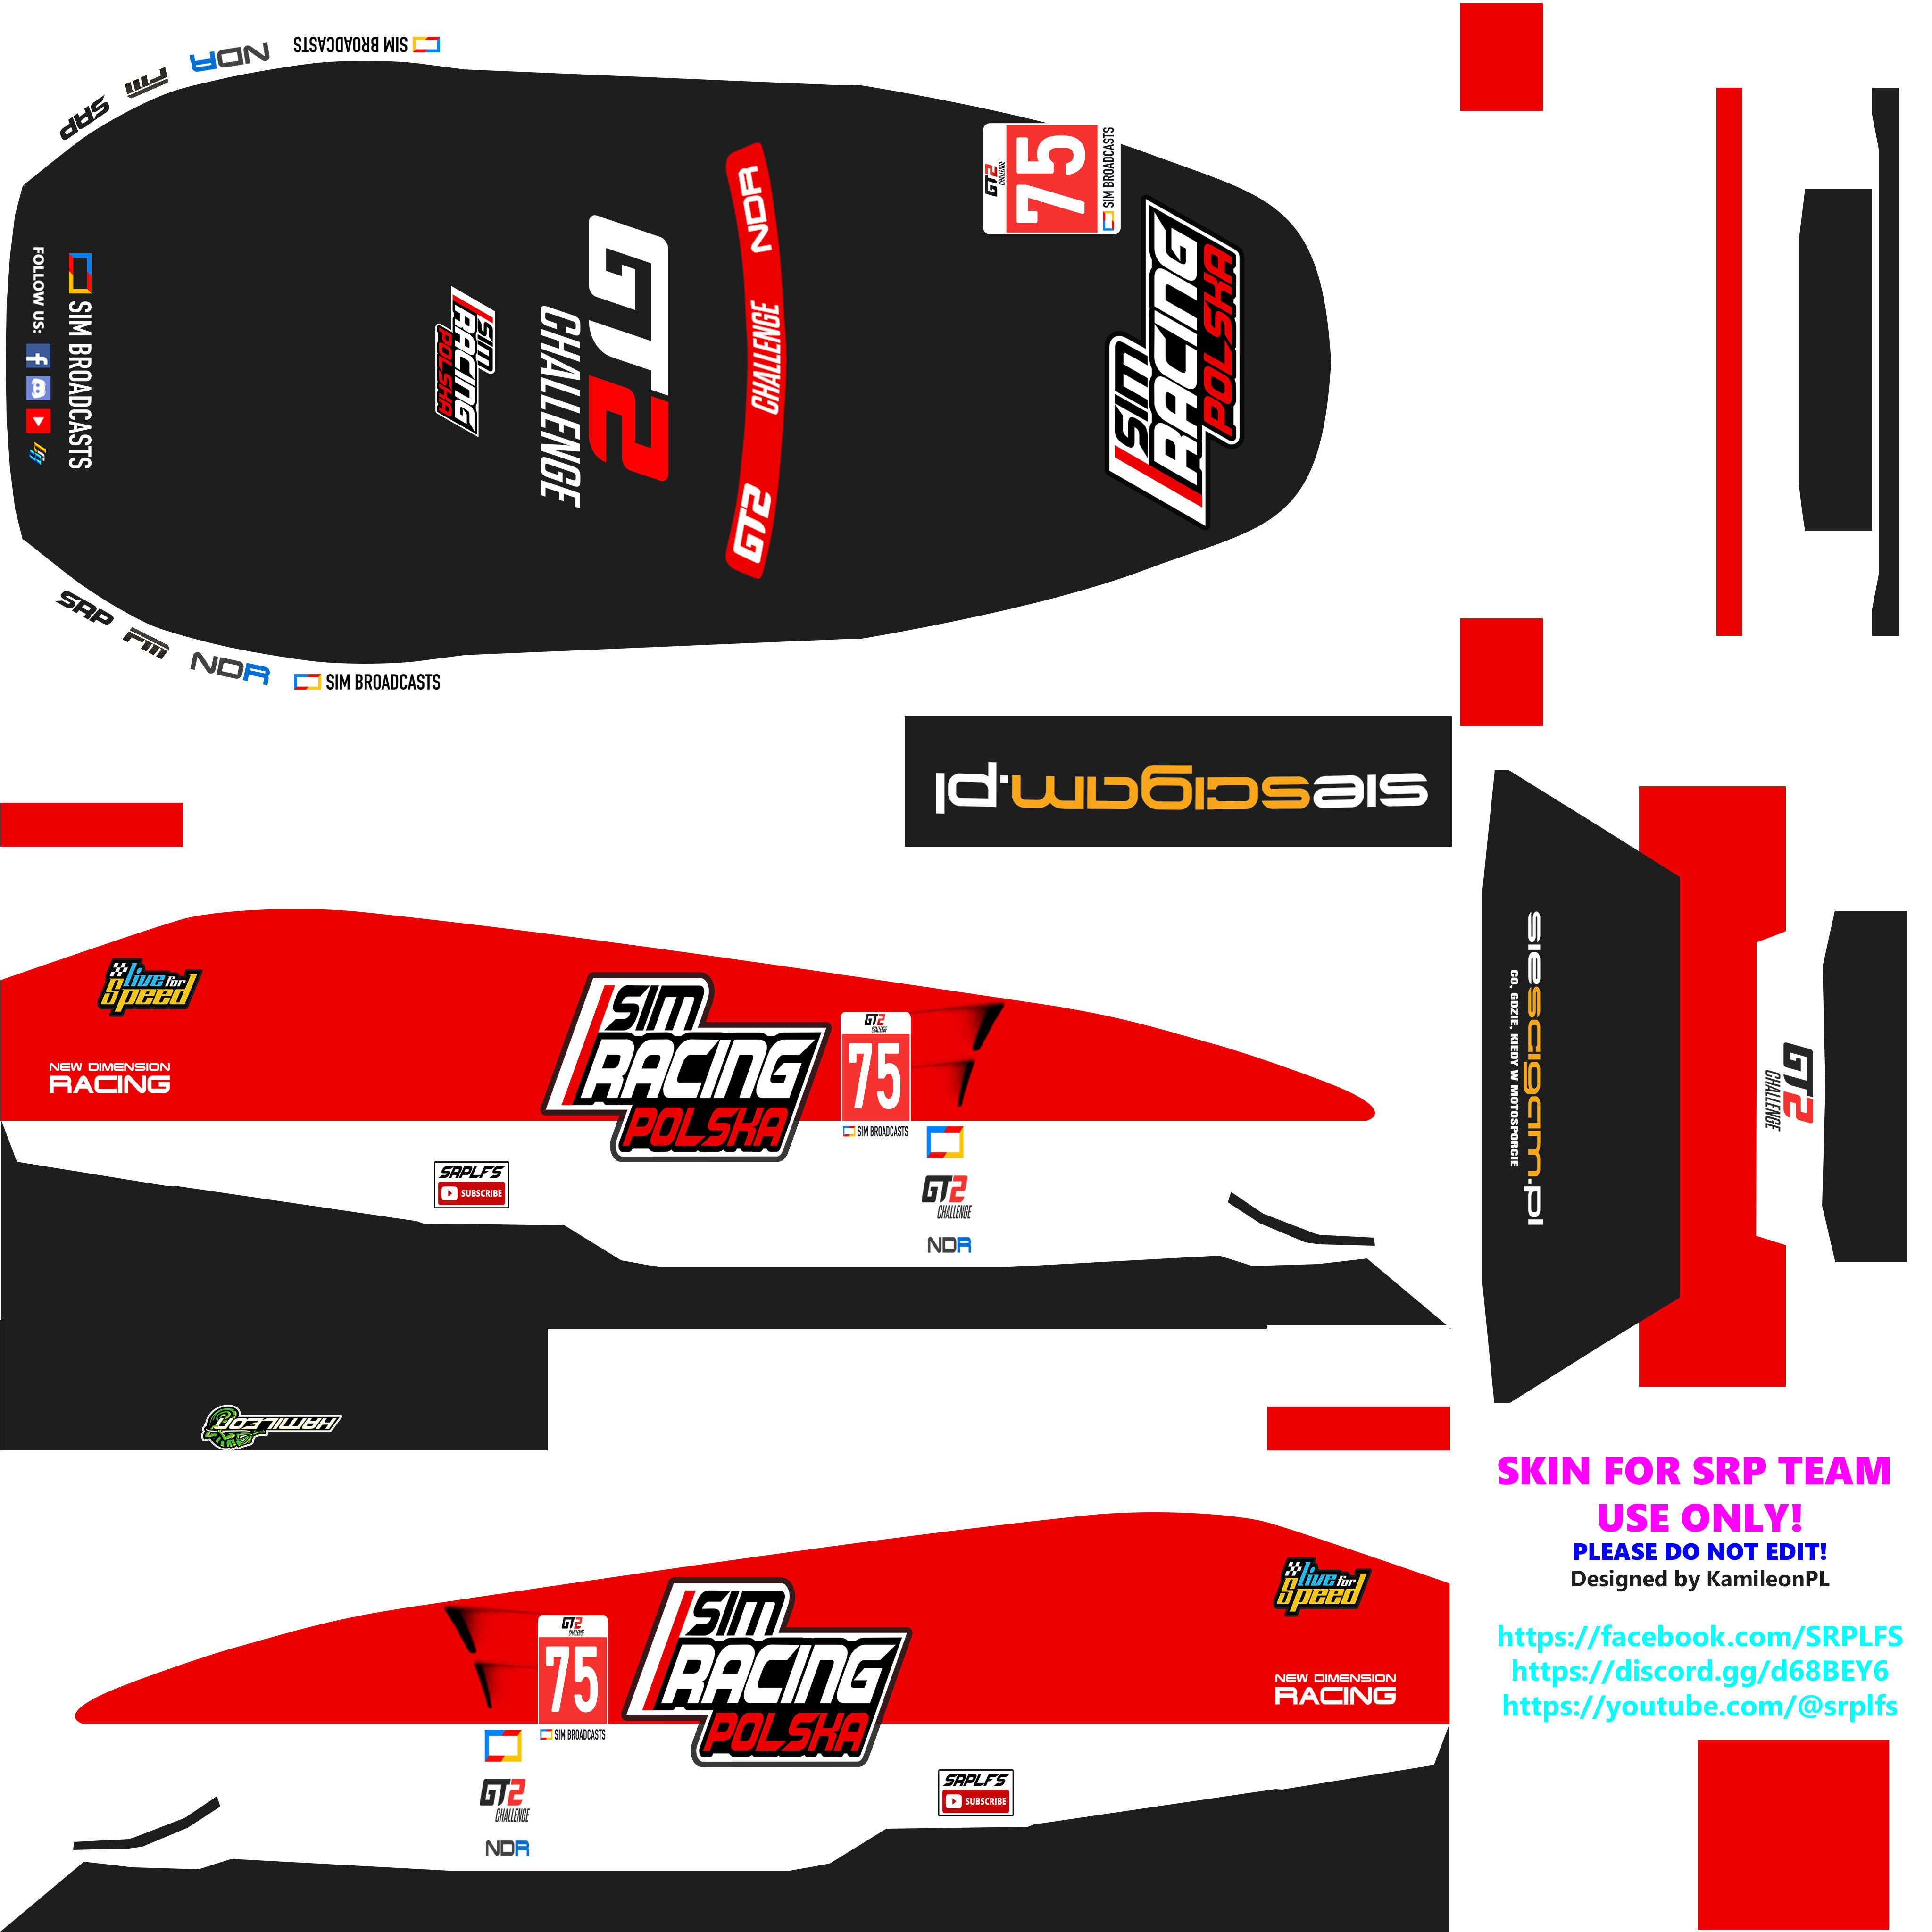 SIM BROADCASTS
NDR
FM
SRP
FOLLOW US:
SIM BROADCASTS
SIM
RACING
POLSKA
GT2
CHALLENGE
NDR
CHALLENGE
GT2
GT2
CHALLENGE
75
SIM BROADCASTS
SIM
RACING
POLSKA
SRP
FM
NDR
SIM BROADCASTS
siescigam.pl
live for
Speed
NEW DIMENSION
RACING
SIM
RACING
POLSKA
GT2
CHALLENGE
75
SIM BROADCASTS
SRPLFS
SUBSCRIBE
GT2
CHALLENGE
NDR
siescigam.pl
CO, GDZIE, KIEDY W MOTOSPORCIE
GT2
CHALLENGE
KAMILEON
SKIN FOR SRP TEAM
USE ONLY!
PLEASE DO NOT EDIT!
Designed by KamileonPL
https://facebook.com/SRPLFS
https://discord.gg/d68BEY6
https://youtube.com/@srplfs
GT2
CHALLENGE
75
SIM BROADCASTS
SIM
RACING
POLSKA
live for
Speed
NEW DIMENSION
RACING
GT2
CHALLENGE
NDR
SRPLFS
SUBSCRIBE